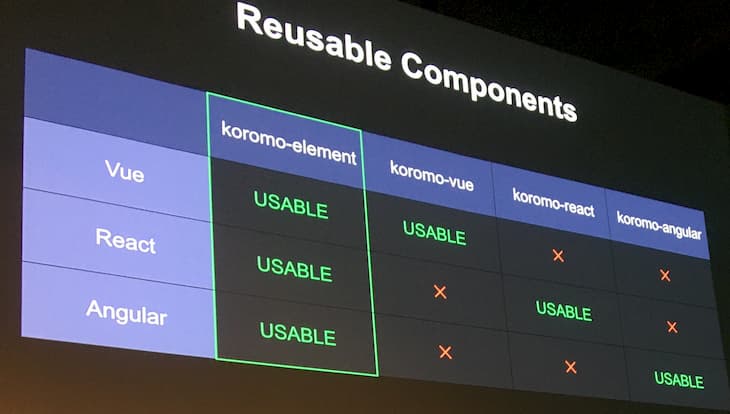 Reusable Components
koromo-element koromo-vue koromo-react koromo-angular
Vue USABLE USABLE × ×
React USABLE × USABLE ×
Angular USABLE × × USABLE